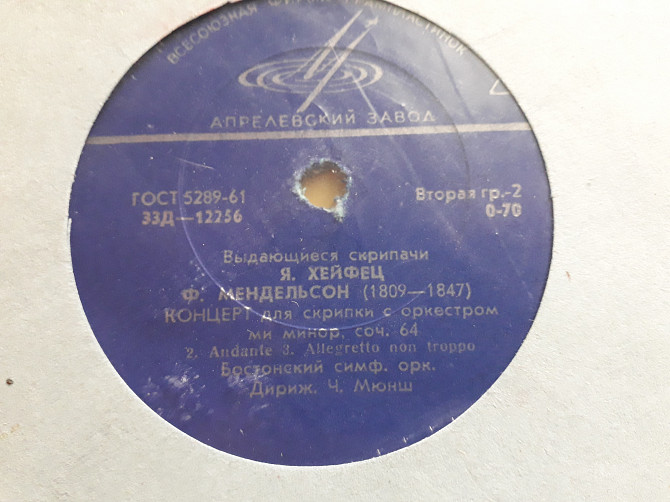 ВСЕСОЮЗНАЯ ФИРМА ГРАМПЛАСТИНОК
АПРЕЛЕВСКИЙ ЗАВОД
ГОСТ 5289-61 Вторая гр.-2
33Д—12256 0-70
Выдающиеся скрипачи
Я. ХЕЙФЕЦ
Ф. МЕНДЕЛЬСОН (1809—1847)
КОНЦЕРТ для скрипки с оркестром
ми минор, соч. 64
2. Andante 3. Allegretto non troppo
Бостонский симф. орк.
Дириж. Ч. Мюнш